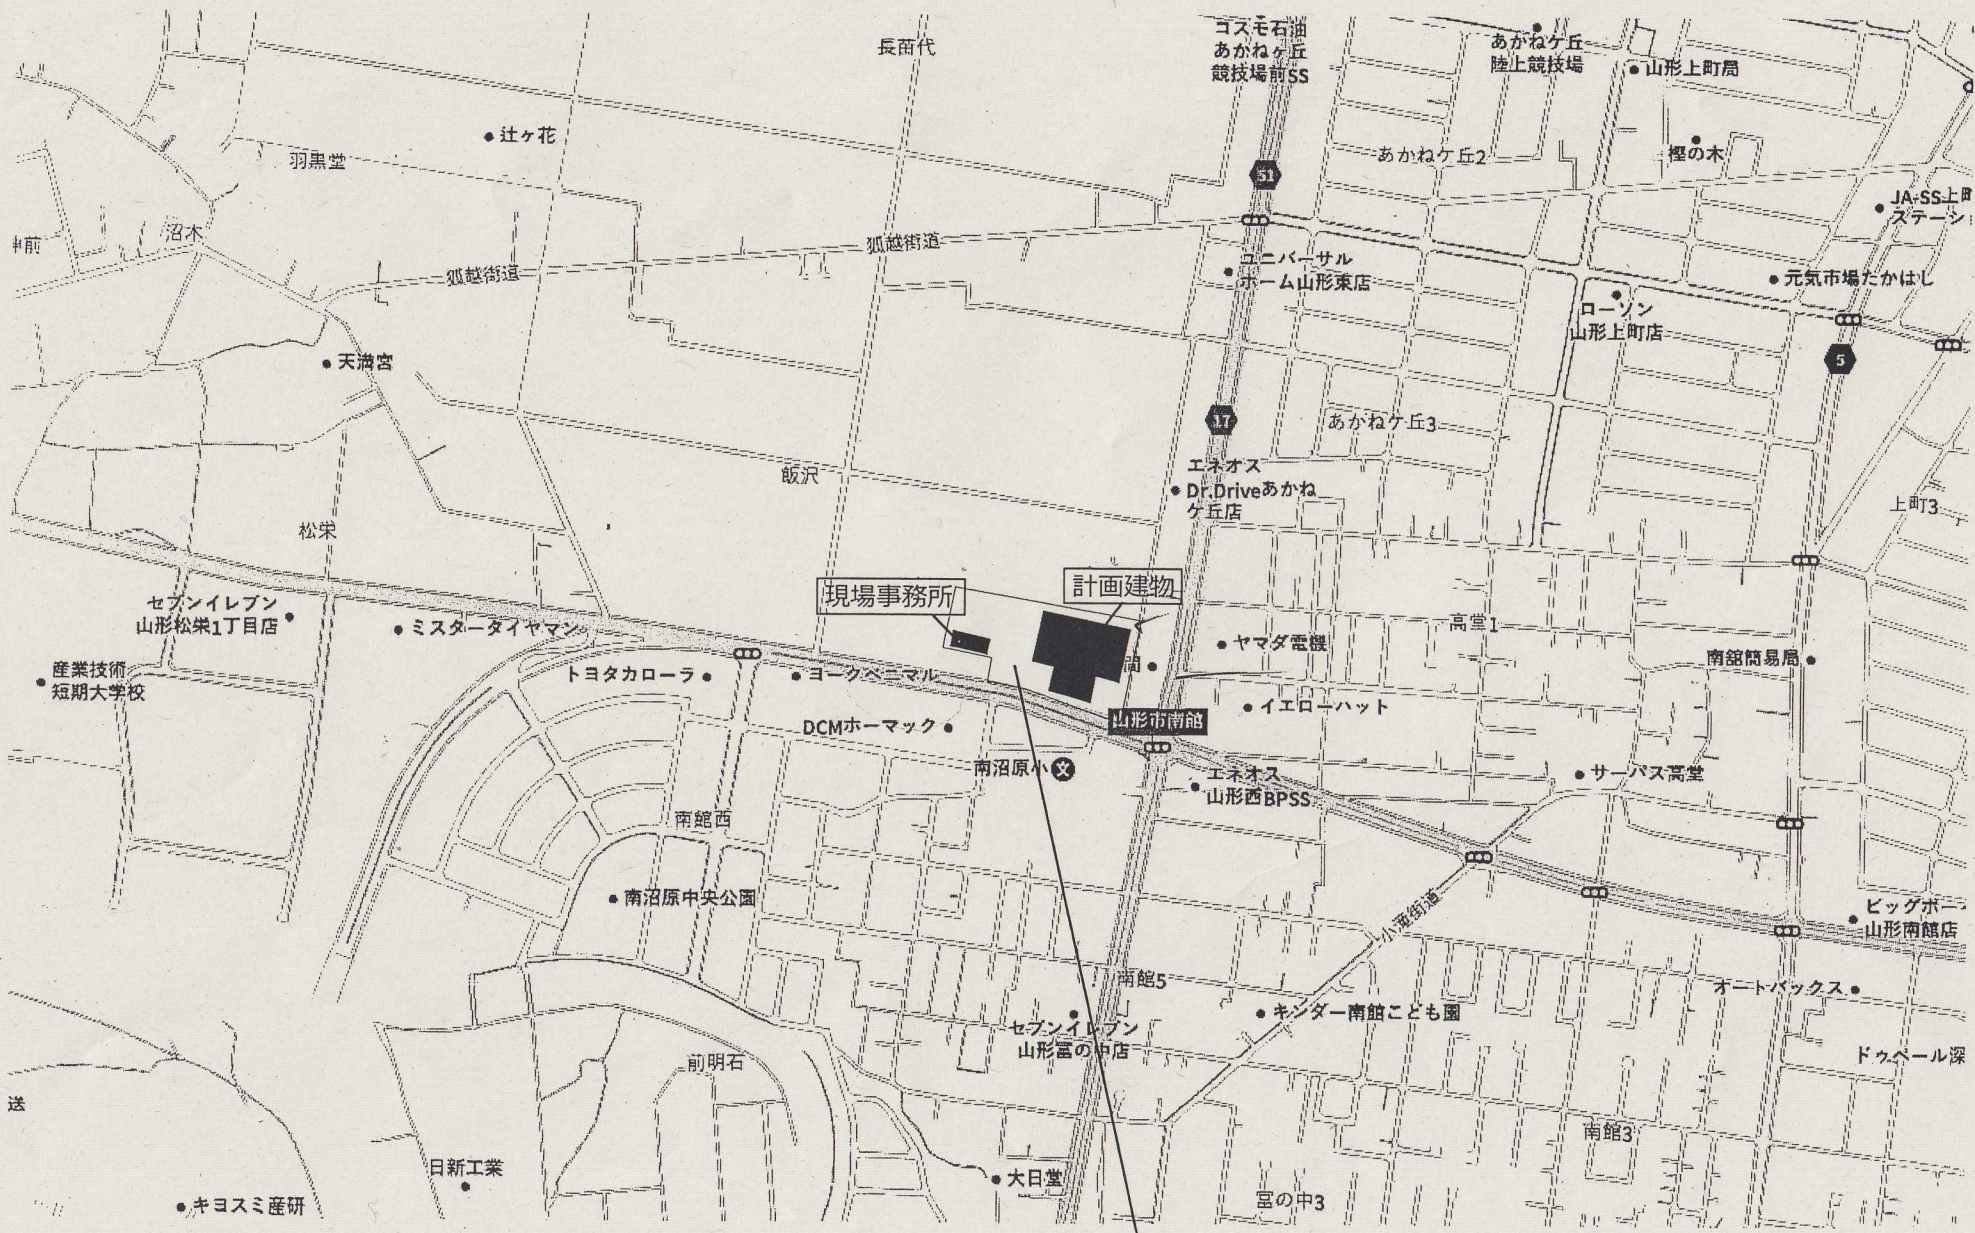 長苗代
コスモ石油
あかねヶ丘
競技場前SS
あかねケ丘
陸上競技場
山形上町局
辻ヶ花
羽黒堂
あかねケ丘2
樫の木
51
JA-SS上町
ステーシ
沼木
前
狐越街道
狐越街道
ユニバーサル
ホーム山形東店
元気市場たかはし
ローソン
山形上町店
5
天満宮
17
あかねケ丘3
飯沢
エネオス
Dr.Driveあかね
ケ丘店
上町3
松栄
現場事務所
計画建物
セブンイレブン
山形松栄1丁目店
ミスタータイヤマン
高堂1
ヤマダ電機
南舘簡易局
産業技術
短期大学校
トヨタカローラ
ヨークベニマル
イエローハット
山形市南館
DCMホーマック
南沼原小
文
エネオス
山形西BPSS
サーパス高堂
南館西
南沼原中央公園
小滝街道
ビッグボー
山形南館店
南館5
オートバックス
キンダー南館こども園
セブンイレブン
山形富の中店
前明石
ドゥベール深
送
南館3
日新工業
大日堂
キヨスミ産研
富の中3